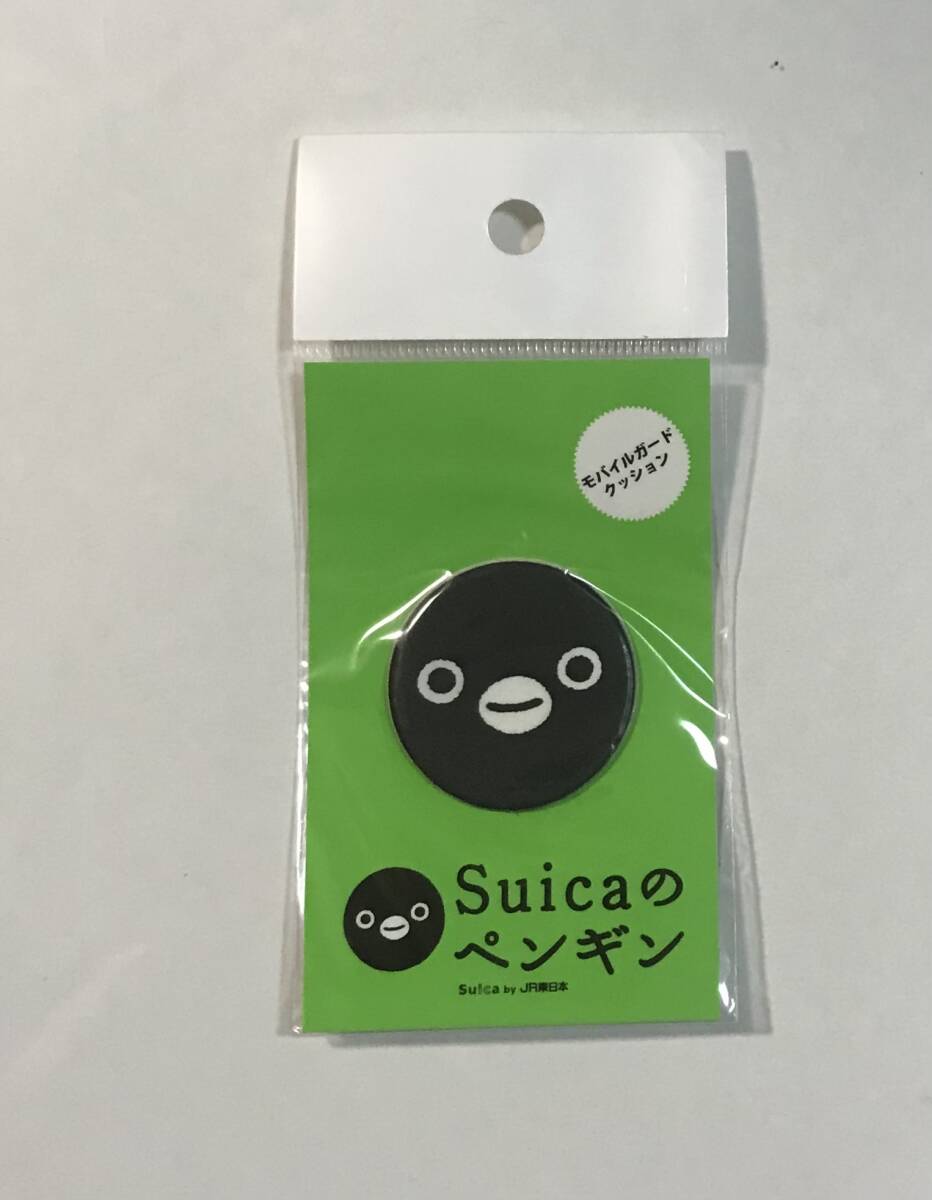 モバイルガード
クッション
Suicaの
ペンギン
Suica by JR東日本